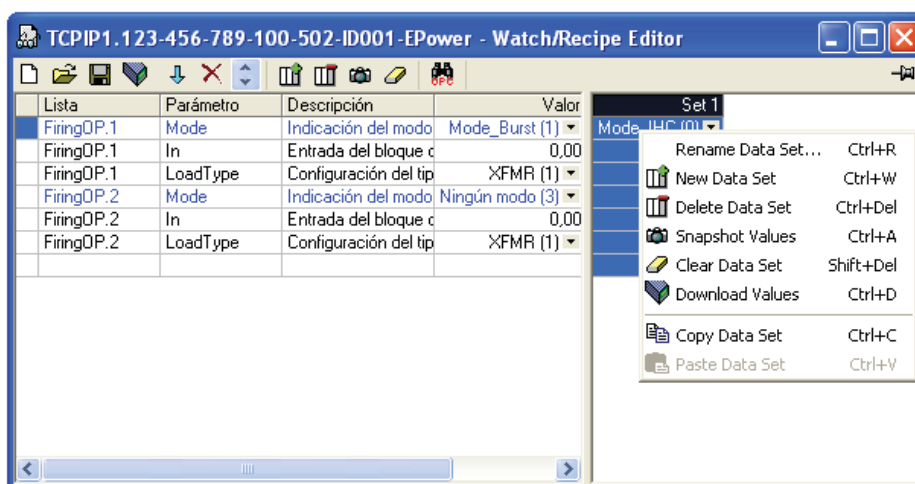 TCPIP1.123-456-789-100-502-ID001-EPower - Watch/Recipe Editor
OPC
Lista Parámetro Descripción Valor Set 1
FiringOP.1 Mode Indicación del modo Mode_Burst (1) Mode_IHC (0)
FiringOP.1 In Entrada del bloque d 0,00
FiringOP.1 LoadType Configuración del tip XFMR (1)
FiringOP.2 Mode Indicación del modo Ningún modo (3)
FiringOP.2 In Entrada del bloque d 0,00
FiringOP.2 LoadType Configuración del tip XFMR (1)
Rename Data Set... Ctrl+R
New Data Set Ctrl+W
Delete Data Set Ctrl+Del
Snapshot Values Ctrl+A
Clear Data Set Shift+Del
Download Values Ctrl+D
Copy Data Set Ctrl+C
Paste Data Set Ctrl+V